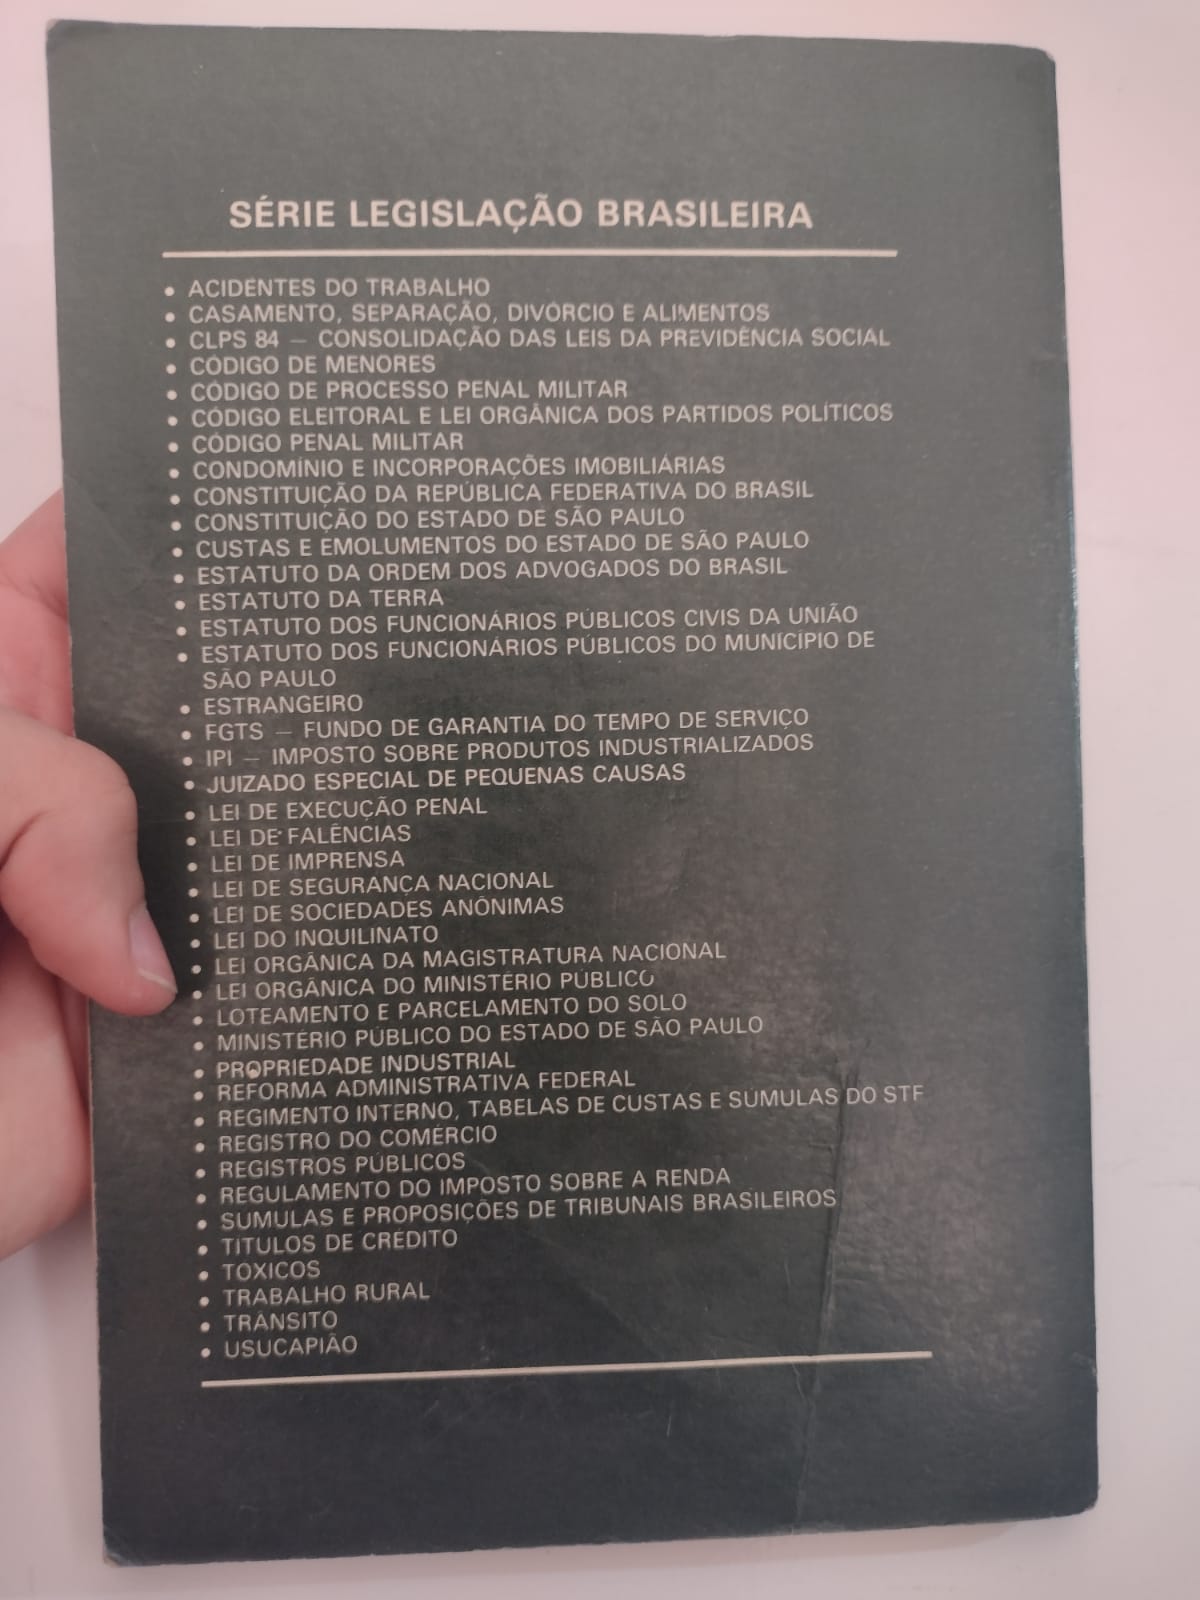 SÉRIE LEGISLAÇÃO BRASILEIRA
• ACIDENTES DO TRABALHO
• CASAMENTO, SEPARAÇÃO, DIVÓRCIO E ALIMENTOS
• CLPS 84 — CONSOLIDAÇÃO DAS LEIS DA PREVIDÊNCIA SOCIAL
• CÓDIGO DE MENORES
• CÓDIGO DE PROCESSO PENAL MILITAR
• CÓDIGO ELEITORAL E LEI ORGÂNICA DOS PARTIDOS POLÍTICOS
• CÓDIGO PENAL MILITAR
• CONDOMÍNIO E INCORPORAÇÕES IMOBILIÁRIAS
• CONSTITUIÇÃO DA REPÚBLICA FEDERATIVA DO BRASIL
• CONSTITUIÇÃO DO ESTADO DE SÃO PAULO
• CUSTAS E EMOLUMENTOS DO ESTADO DE SÃO PAULO
• ESTATUTO DA ORDEM DOS ADVOGADOS DO BRASIL
• ESTATUTO DA TERRA
• ESTATUTO DOS FUNCIONÁRIOS PÚBLICOS CIVIS DA UNIÃO
• ESTATUTO DOS FUNCIONÁRIOS PÚBLICOS DO MUNICÍPIO DE
SÃO PAULO
• ESTRANGEIRO
• FGTS — FUNDO DE GARANTIA DO TEMPO DE SERVIÇO
• IPI — IMPOSTO SOBRE PRODUTOS INDUSTRIALIZADOS
• JUIZADO ESPECIAL DE PEQUENAS CAUSAS
• LEI DE EXECUÇÃO PENAL
• LEI DE FALÊNCIAS
• LEI DE IMPRENSA
• LEI DE SEGURANÇA NACIONAL
• LEI DE SOCIEDADES ANÔNIMAS
• LEI DO INQUILINATO
• LEI ORGÂNICA DA MAGISTRATURA NACIONAL
• LEI ORGÂNICA DO MINISTÉRIO PÚBLICO
• LOTEAMENTO E PARCELAMENTO DO SOLO
• MINISTÉRIO PÚBLICO DO ESTADO DE SÃO PAULO
• PROPRIEDADE INDUSTRIAL
• REFORMA ADMINISTRATIVA FEDERAL
• REGIMENTO INTERNO, TABELAS DE CUSTAS E SÚMULAS DO STF
• REGISTRO DO COMÉRCIO
• REGISTROS PÚBLICOS
• REGULAMENTO DO IMPOSTO SOBRE A RENDA
• SÚMULAS E PROPOSIÇÕES DE TRIBUNAIS BRASILEIROS
• TÍTULOS DE CRÉDITO
• TÓXICOS
• TRABALHO RURAL
• TRÂNSITO
• USUCAPIÃO